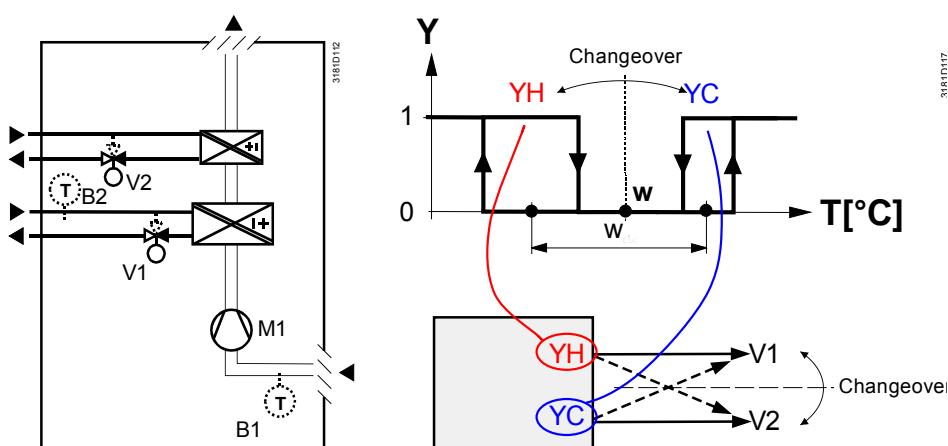 3181D112
V2
T
B2
V1
M1
T
B1
Y
Changeover
YH
YC
1
w
0
T[°C]
w
3181D117
YH
V1
Changeover
YC
V2